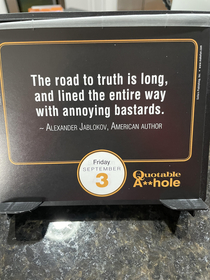 The road to truth is long,
and lined the entire way
with annoying bastards.
– Alexander Jablokov, American author
Friday
SEPTEMBER
3
Quotable
A**hole